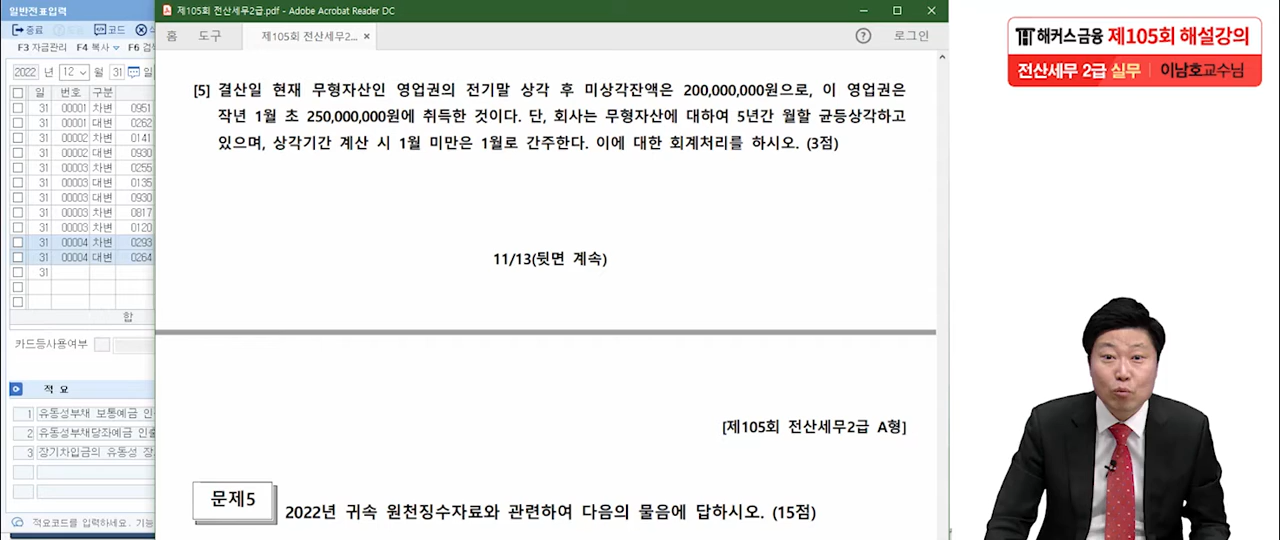 일반전표입력
종료
코드
F3 자금관리 F4 복사 F6 검색
2022 년 12 월 31 일
일 번호 구분
31 00001 차변 0951
31 00001 대변 0262
31 00002 차변 0141
31 00002 대변 0930
31 00003 차변 0255
31 00003 대변 0135
31 00003 대변 0930
31 00003 차변 0817
31 00003 차변 0120
31 00004 차변 0293
31 00004 대변 0264
31
합
카드등사용여부
적 요
1 유동성부채 보통예금 인
2 유동성부채당좌예금 인출
3 장기차입금의 유동성 장
적요코드를 입력하세요. 기능
제105회 전산세무2급.pdf - Adobe Acrobat Reader DC
홈 도구 제105회 전산세무2... × ? 로그인
[5] 결산일 현재 무형자산인 영업권의 전기말 상각 후 미상각잔액은 200,000,000원으로, 이 영업권은
작년 1월 초 250,000,000원에 취득한 것이다. 단, 회사는 무형자산에 대하여 5년간 월할 균등상각하고
있으며, 상각기간 계산 시 1월 미만은 1월로 간주한다. 이에 대한 회계처리를 하시오. (3점)
11/13(뒷면 계속)
[제105회 전산세무2급 A형]
문제5 2022년 귀속 원천징수자료와 관련하여 다음의 물음에 답하시오. (15점)
해커스금융 제105회 해설강의
전산세무 2급 실무 | 이남호교수님